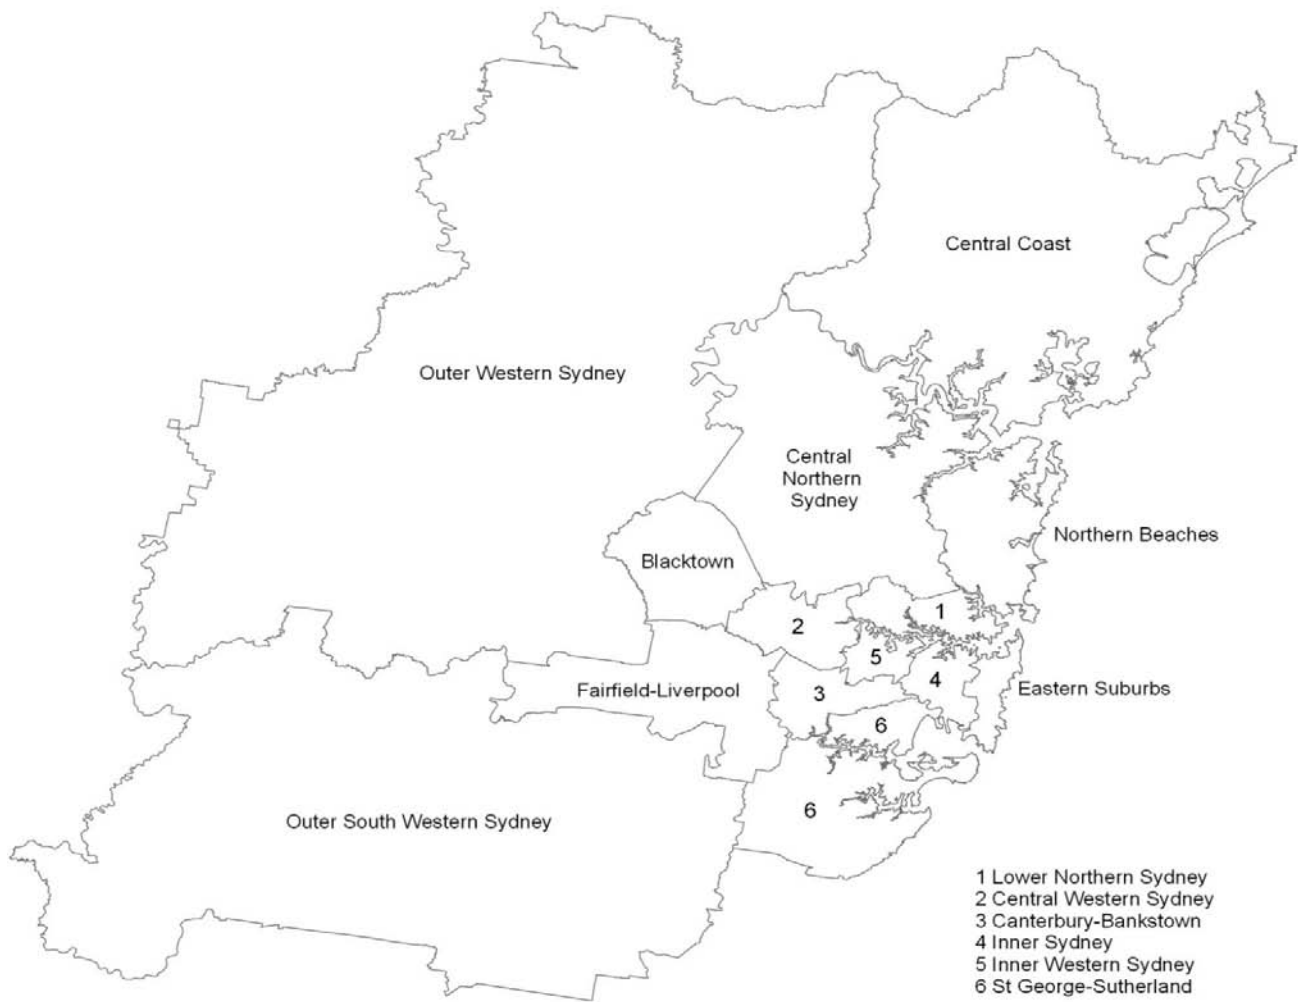 Central Coast
Outer Western Sydney
Central
Northern
Sydney
Northern Beaches
Blacktown
1
2
5
Fairfield-Liverpool
3
4
Eastern Suburbs
6
6
Outer South Western Sydney
1 Lower Northern Sydney
2 Central Western Sydney
3 Canterbury-Bankstown
4 Inner Sydney
5 Inner Western Sydney
6 St George-Sutherland